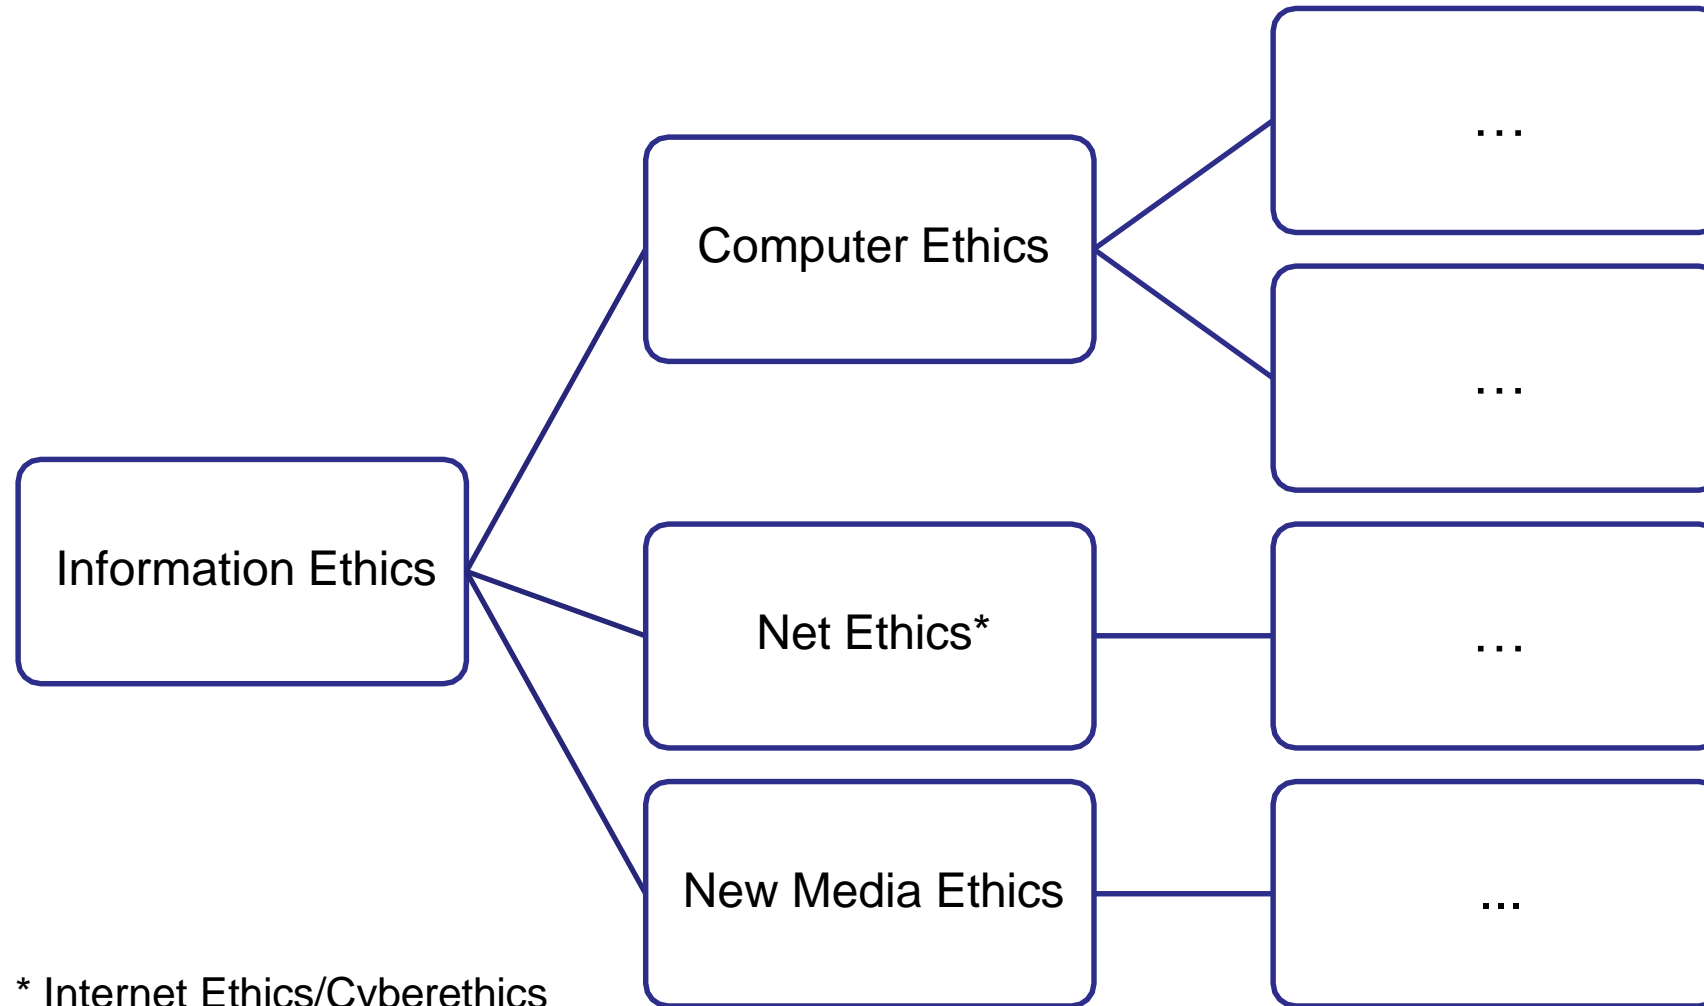 …
Computer Ethics
…
Information Ethics
Net Ethics*
…
New Media Ethics
...
* Internet Ethics/Cyberethics